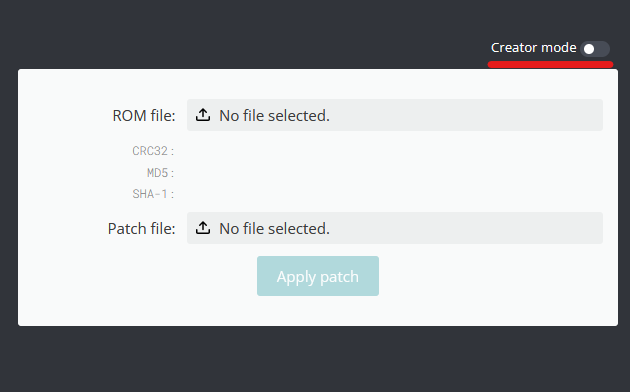 Creator mode
ROM file: No file selected.
CRC32:
MD5:
SHA-1:
Patch file: No file selected.
Apply patch